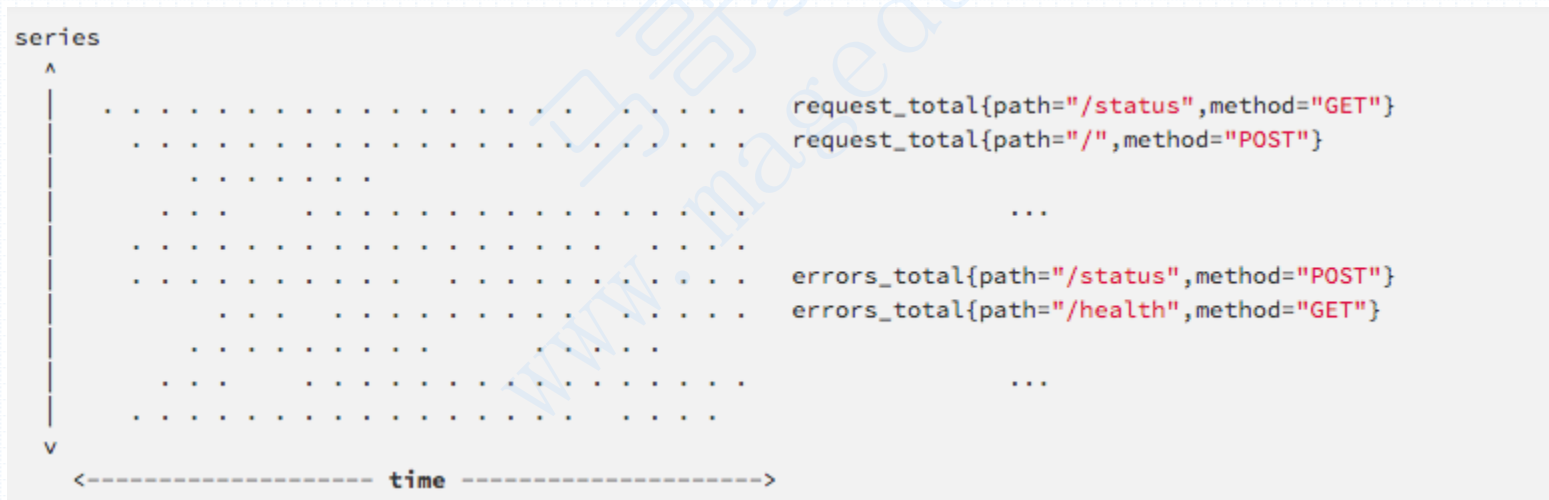 series
^
| . . . . . . . . . . . . . . . . . . . . . . request_total{path="/status",method="GET"}
| . . . . . . . . . . . . . . . . . . . . . . request_total{path="/",method="POST"}
| . . . . . . .
| . . . . . . . . . . . . . . . . . . . ...
| . . . . . . . . . . . . . . . . . . . . .
| . . . . . . . . . . . . . . . . . . . . . . errors_total{path="/status",method="POST"}
| . . . . . . . . . . . . . . . . . errors_total{path="/health",method="GET"}
| . . . . . . . . . . . . . .
| . . . . . . . . . . . . . . . . . . . ...
| . . . . . . . . . . . . . . . . . . . .
v
<-------------------- time --------------------->